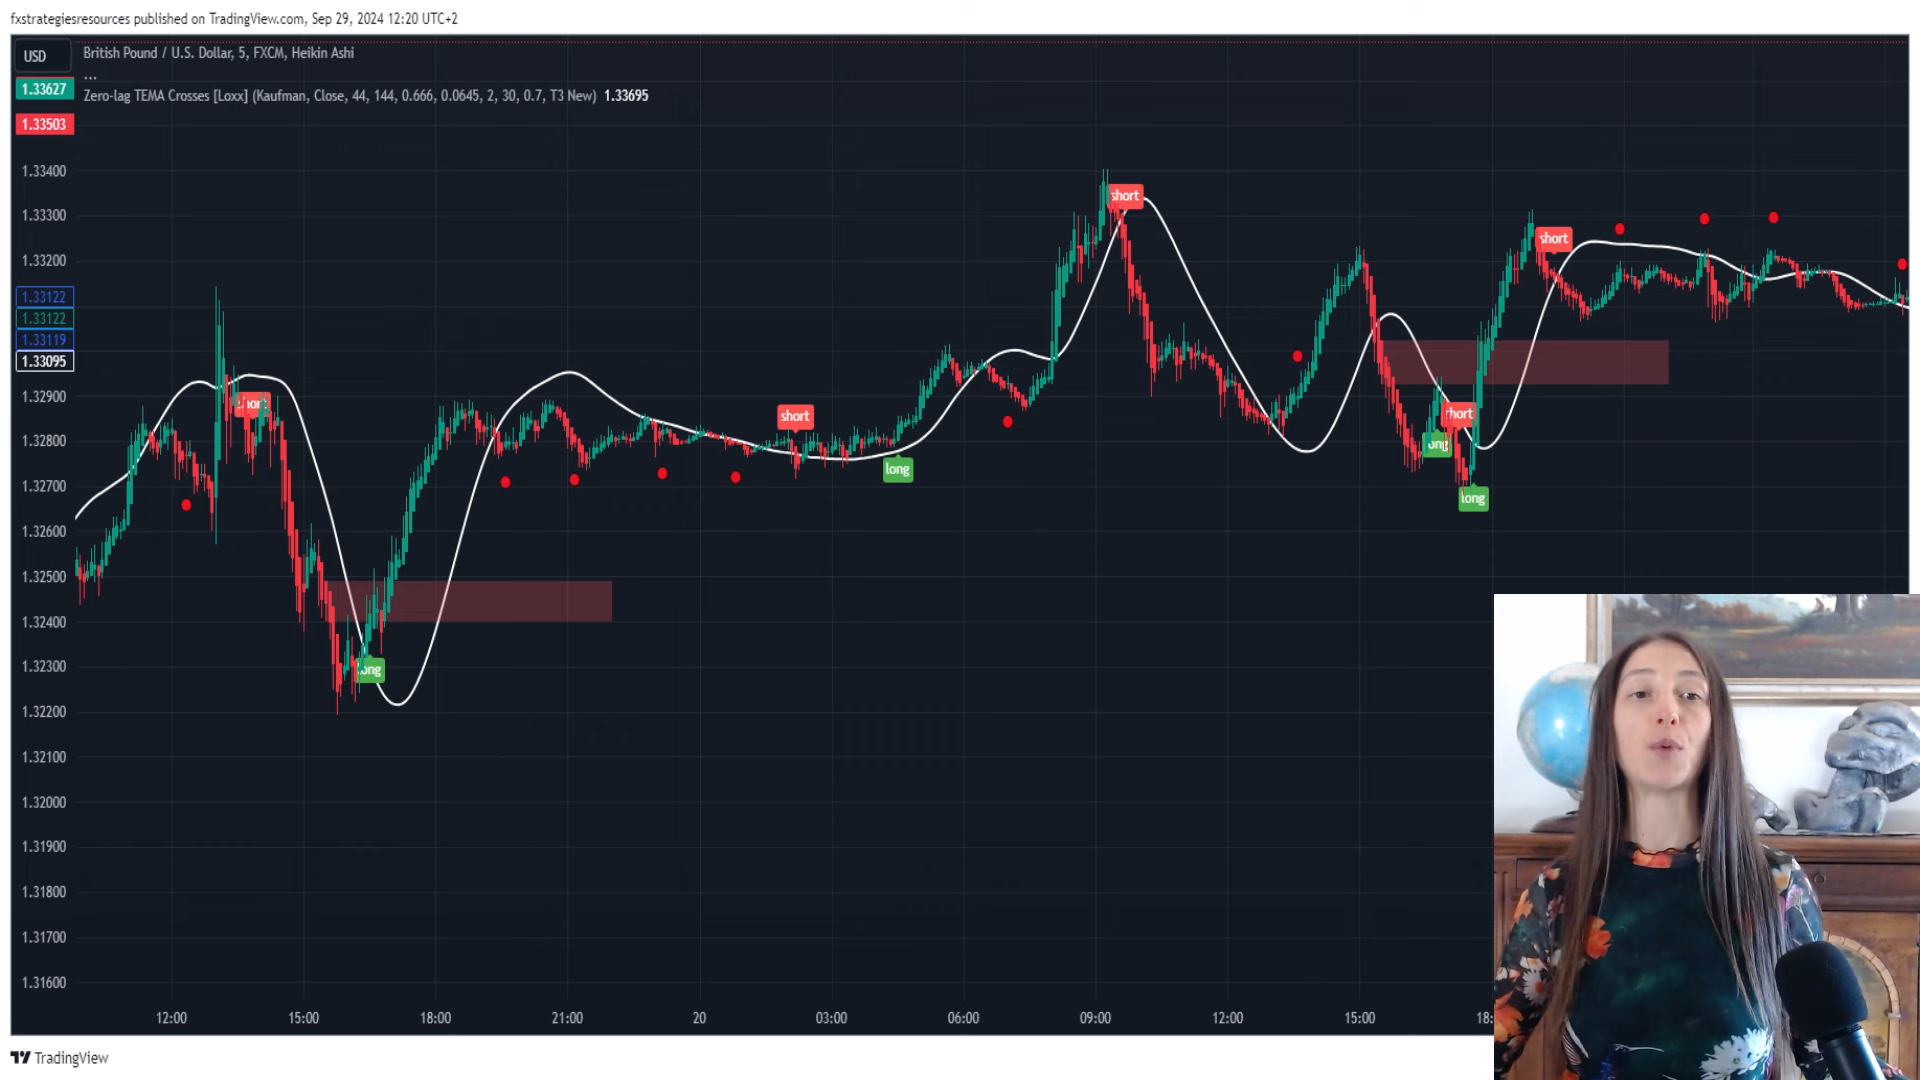 fxstrategiesresources published on TradingView.com, Sep 29, 2024 12:20 UTC+2
USD
British Pound / U.S. Dollar, 5, FXCM, Heikin Ashi
...
1.33627
Zero-lag TEMA Crosses [Loxx] (Kaufman, Close, 44, 144, 0.666, 0.0645, 2, 30, 0.7, T3 New) 1.33695
1.33503
1.33400
short
1.33300
short
1.33200
1.33122
1.33122
1.33119
1.33095
1.32900
short
short
short
1.32800
long
long
1.32700
long
1.32600
1.32500
1.32400
1.32300
long
1.32200
1.32100
1.32000
1.31900
1.31800
1.31700
1.31600
12:00 15:00 18:00 21:00 20 03:00 06:00 09:00 12:00 15:00 18:
TradingView